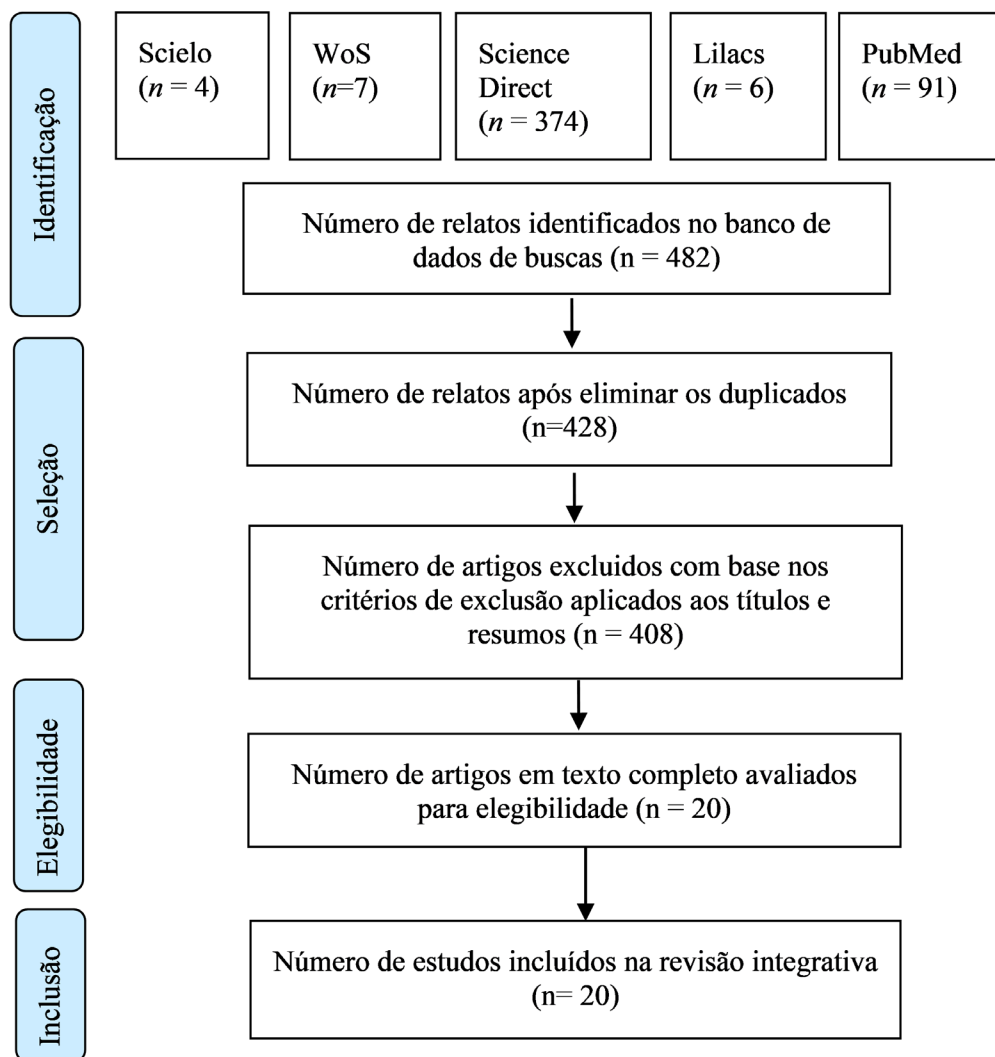 Identificação
Scielo
(n = 4)
WoS
(n=7)
Science
Direct
(n = 374)
Lilacs
(n = 6)
PubMed
(n = 91)
Número de relatos identificados no banco de
dados de buscas (n = 482)
Seleção
Número de relatos após eliminar os duplicados
(n=428)
Número de artigos excluidos com base nos
critérios de exclusão aplicados aos títulos e
resumos (n = 408)
Elegibilidade
Número de artigos em texto completo avaliados
para elegibilidade (n = 20)
Inclusão
Número de estudos incluídos na revisão integrativa
(n= 20)